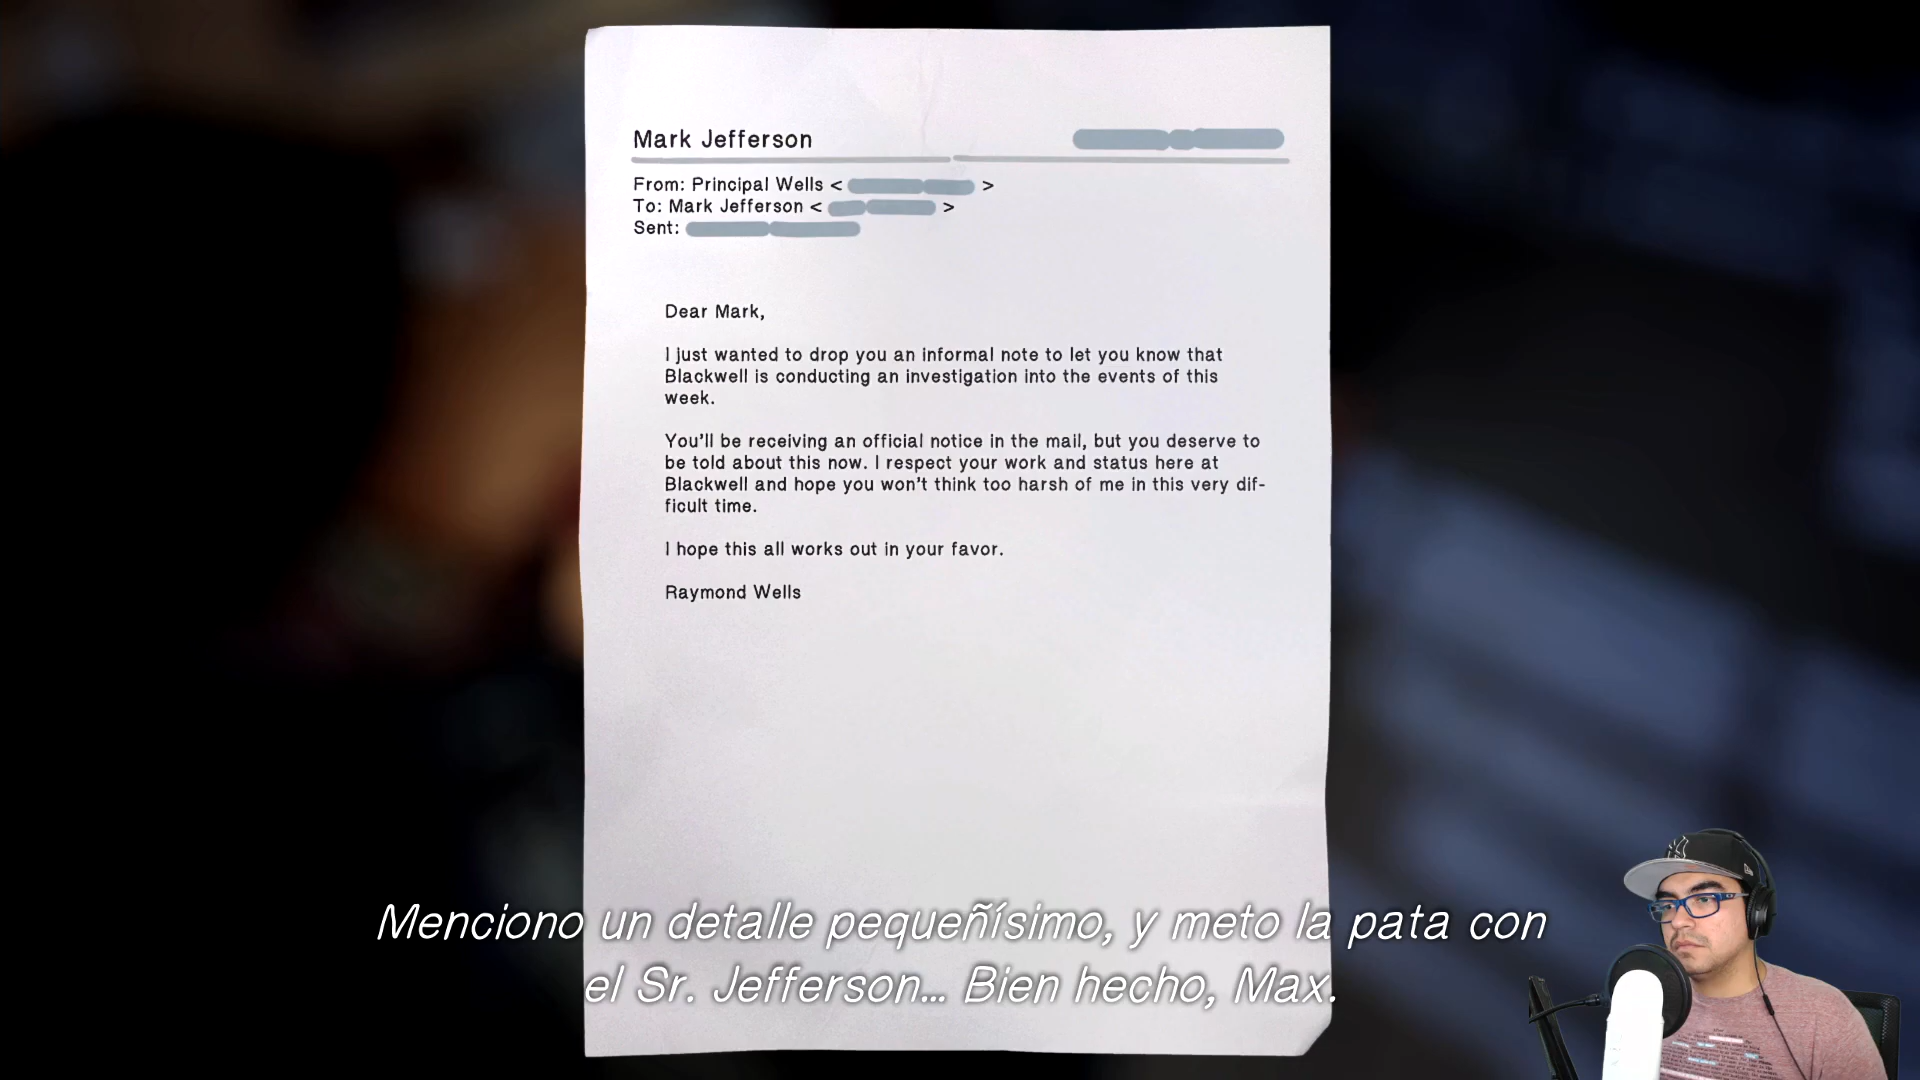 Mark Jefferson
From: Principal Wells < >
To: Mark Jefferson < >
Sent:
Dear Mark,
I just wanted to drop you an informal note to let you know that
Blackwell is conducting an investigation into the events of this
week.
You'll be receiving an official notice in the mail, but you deserve to
be told about this now. I respect your work and status here at
Blackwell and hope you won't think too harsh of me in this very dif-
ficult time.
I hope this all works out in your favor.
Raymond Wells
Menciono un detalle pequeñísimo, y meto la pata con
el Sr. Jefferson... Bien hecho, Max.